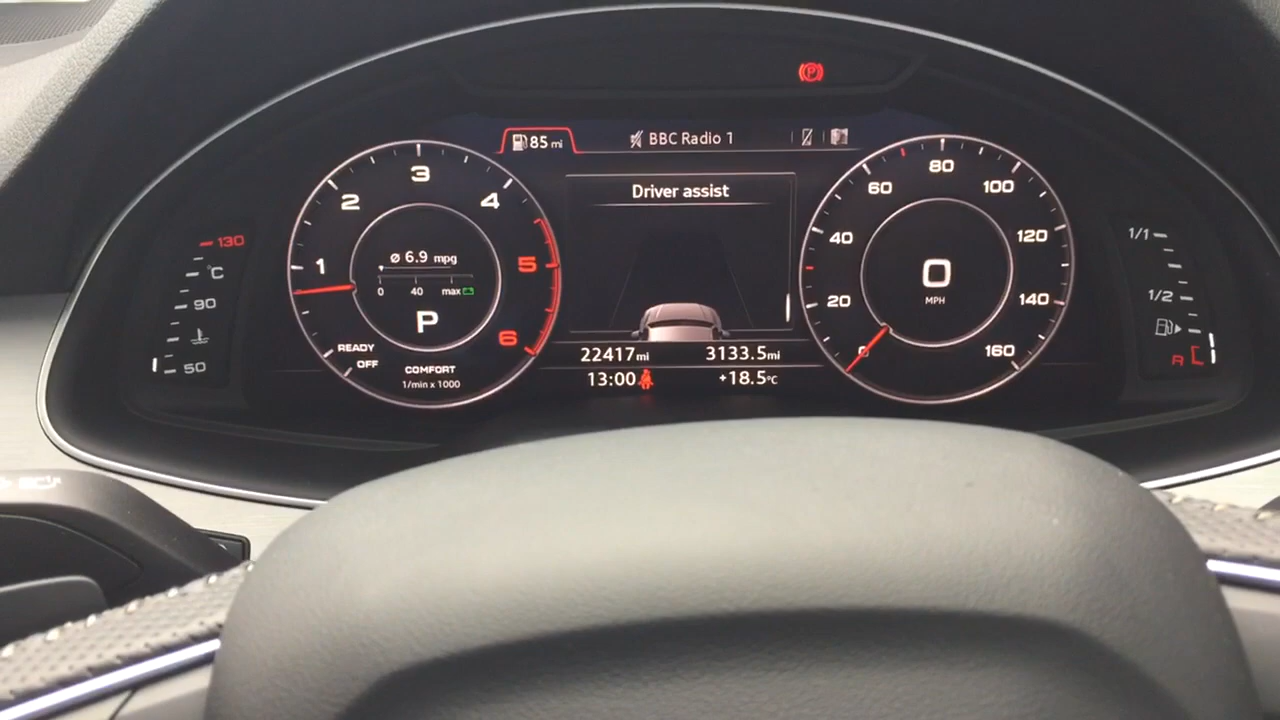 85 mi
BBC Radio 1
Driver assist
1
2
3
4
5
6
READY
OFF
ø 6.9 mpg
0 40 max
P
COMFORT
1/min x 1000
22417 mi 3133.5 mi
13:00 +18.5°C
0
20
40
60
80
100
120
140
160
0
MPH
130
°C
90
50
1/1
1/2
R
P